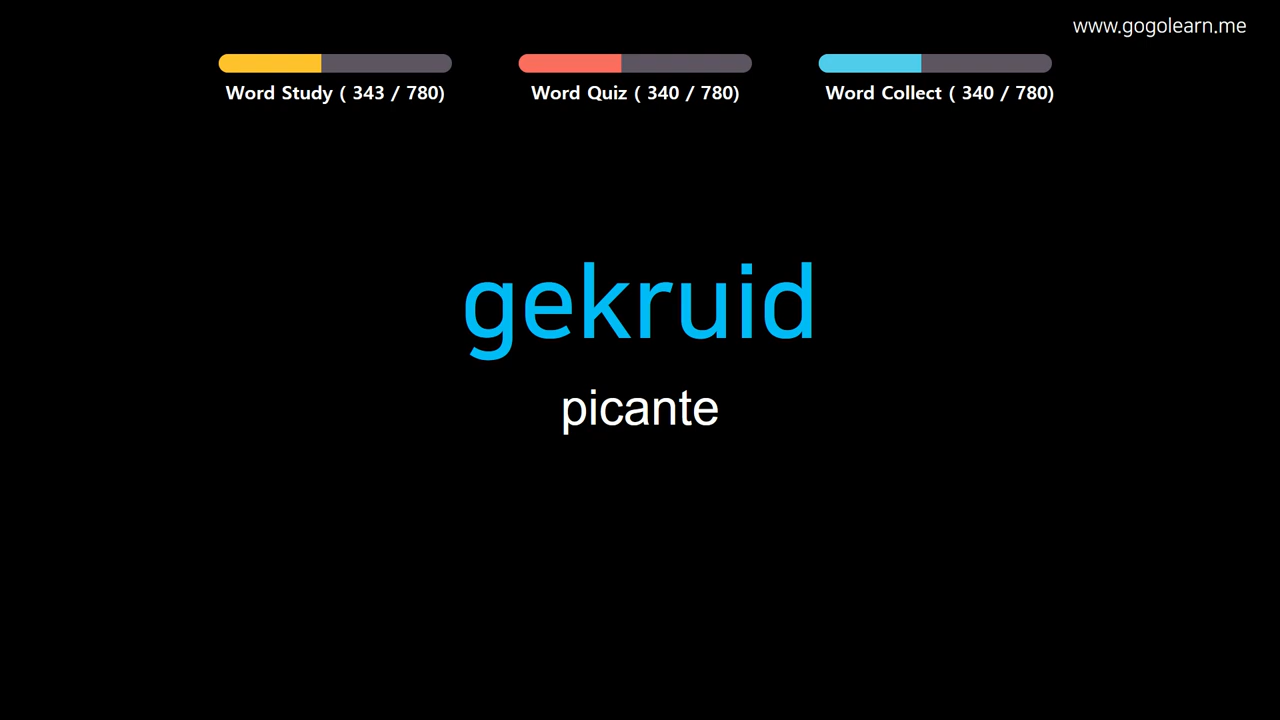 www.gogolearn.me
Word Study ( 343 / 780)
Word Quiz ( 340 / 780)
Word Collect ( 340 / 780)
gekruid
picante